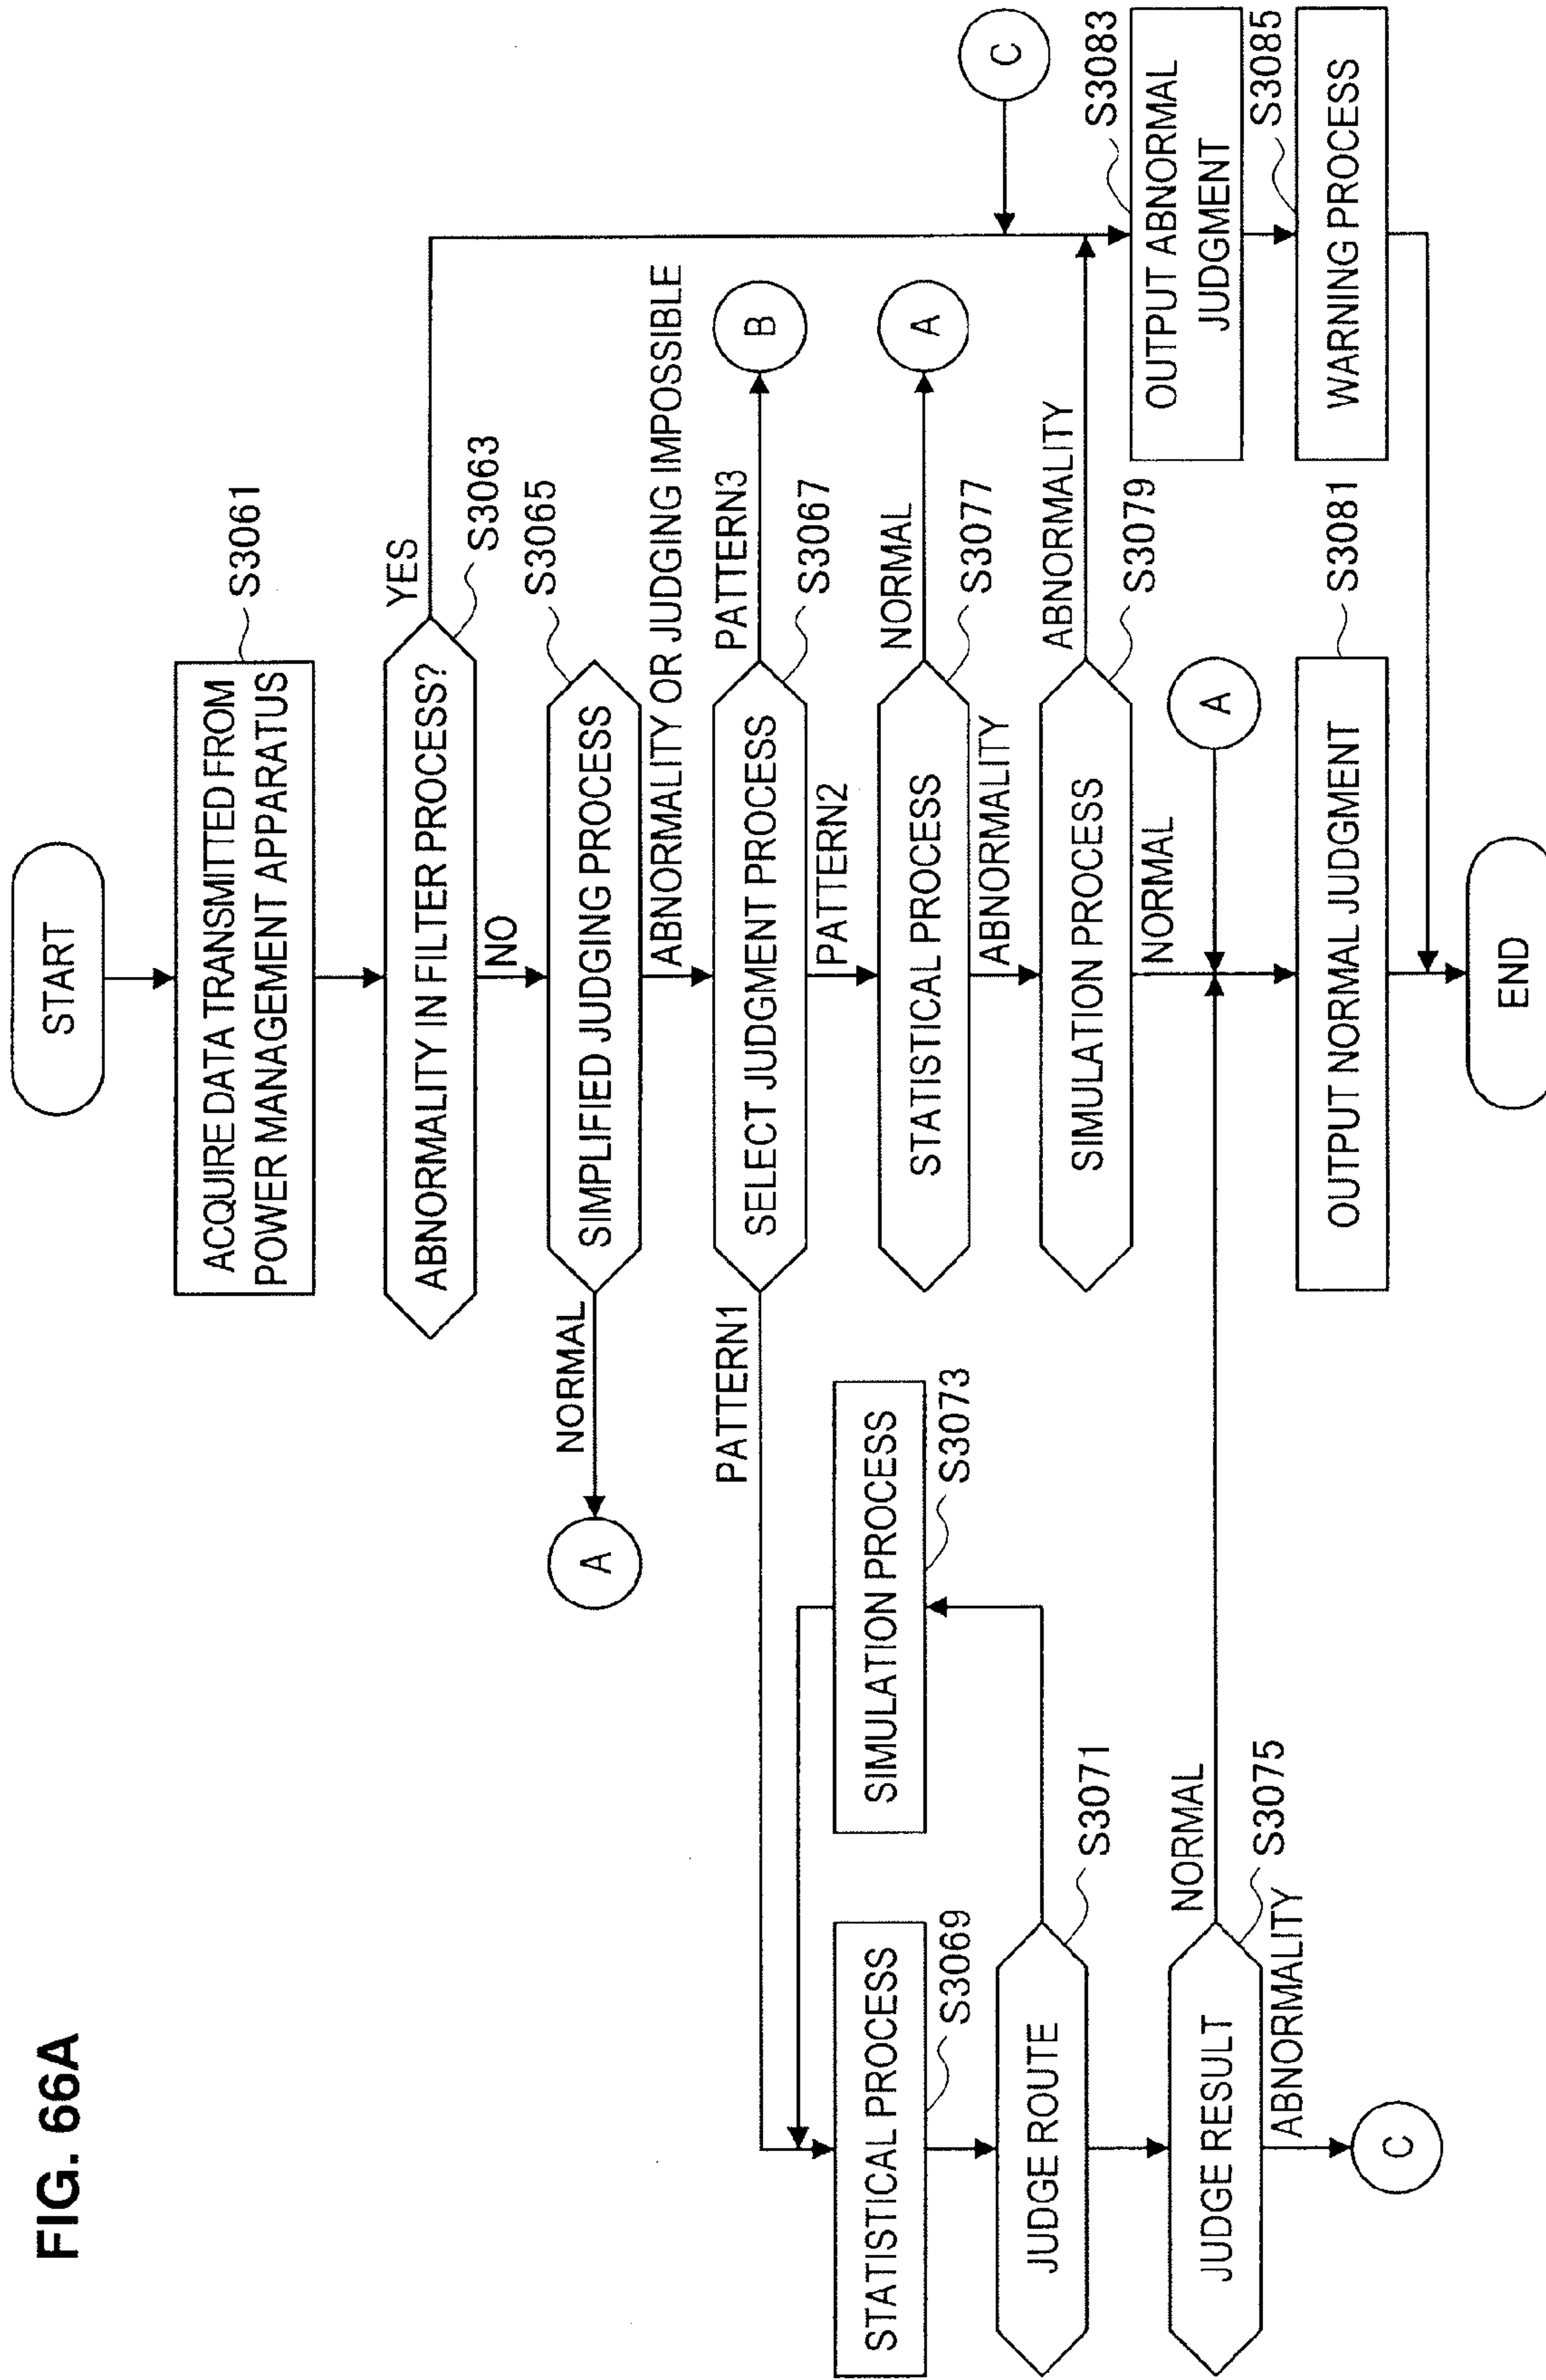 FIG. 66A
START
ACQUIRE DATA TRANSMITTED FROM
POWER MANAGEMENT APPARATUS
S3061
ABNORMALITY IN FILTER PROCESS?
YES
S3063
NO
SIMPLIFIED JUDGING PROCESS
S3065
NORMAL
A
ABNORMALITY OR JUDGING IMPOSSIBLE
SELECT JUDGMENT PROCESS
S3067
PATTERN1
PATTERN2
PATTERN3
B
STATISTICAL PROCESS
S3069
SIMULATION PROCESS
S3073
JUDGE ROUTE
S3071
JUDGE RESULT
S3075
NORMAL
ABNORMALITY
C
STATISTICAL PROCESS
S3077
NORMAL
A
ABNORMALITY
SIMULATION PROCESS
S3079
ABNORMALITY
NORMAL
A
C
OUTPUT NORMAL JUDGMENT
S3081
OUTPUT ABNORMAL
JUDGMENT
S3083
WARNING PROCESS
S3085
END